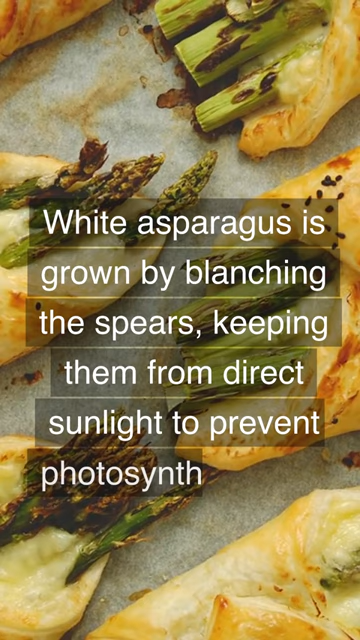 White asparagus is
grown by blanching
the spears, keeping
them from direct
sunlight to prevent
photosynth